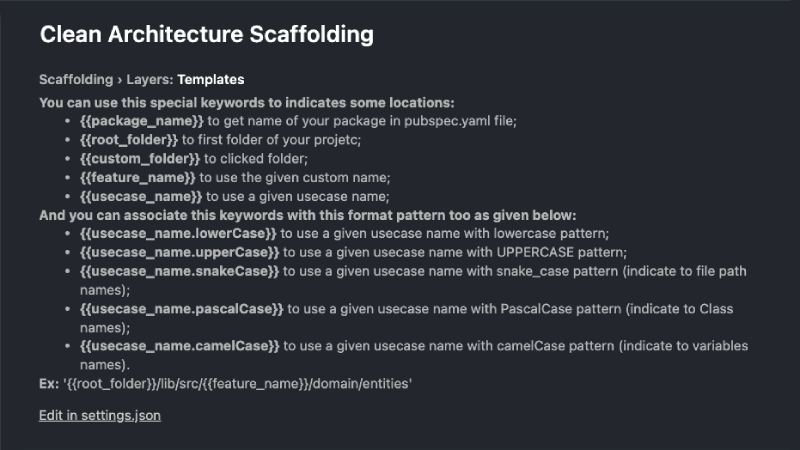 Clean Architecture Scaffolding
Scaffolding › Layers: Templates
You can use this special keywords to indicates some locations:
• {{package_name}} to get name of your package in pubspec.yaml file;
• {{root_folder}} to first folder of your projetc;
• {{custom_folder}} to clicked folder;
• {{feature_name}} to use the given custom name;
• {{usecase_name}} to use a given usecase name;
And you can associate this keywords with this format pattern too as given below:
• {{usecase_name.lowerCase}} to use a given usecase name with lowercase pattern;
• {{usecase_name.upperCase}} to use a given usecase name with UPPERCASE pattern;
• {{usecase_name.snakeCase}} to use a given usecase name with snake_case pattern (indicate to file path
names);
• {{usecase_name.pascalCase}} to use a given usecase name with PascalCase pattern (indicate to Class
names);
• {{usecase_name.camelCase}} to use a given usecase name with camelCase pattern (indicate to variables
names).
Ex: '{{root_folder}}/lib/src/{{feature_name}}/domain/entities'
Edit in settings.json